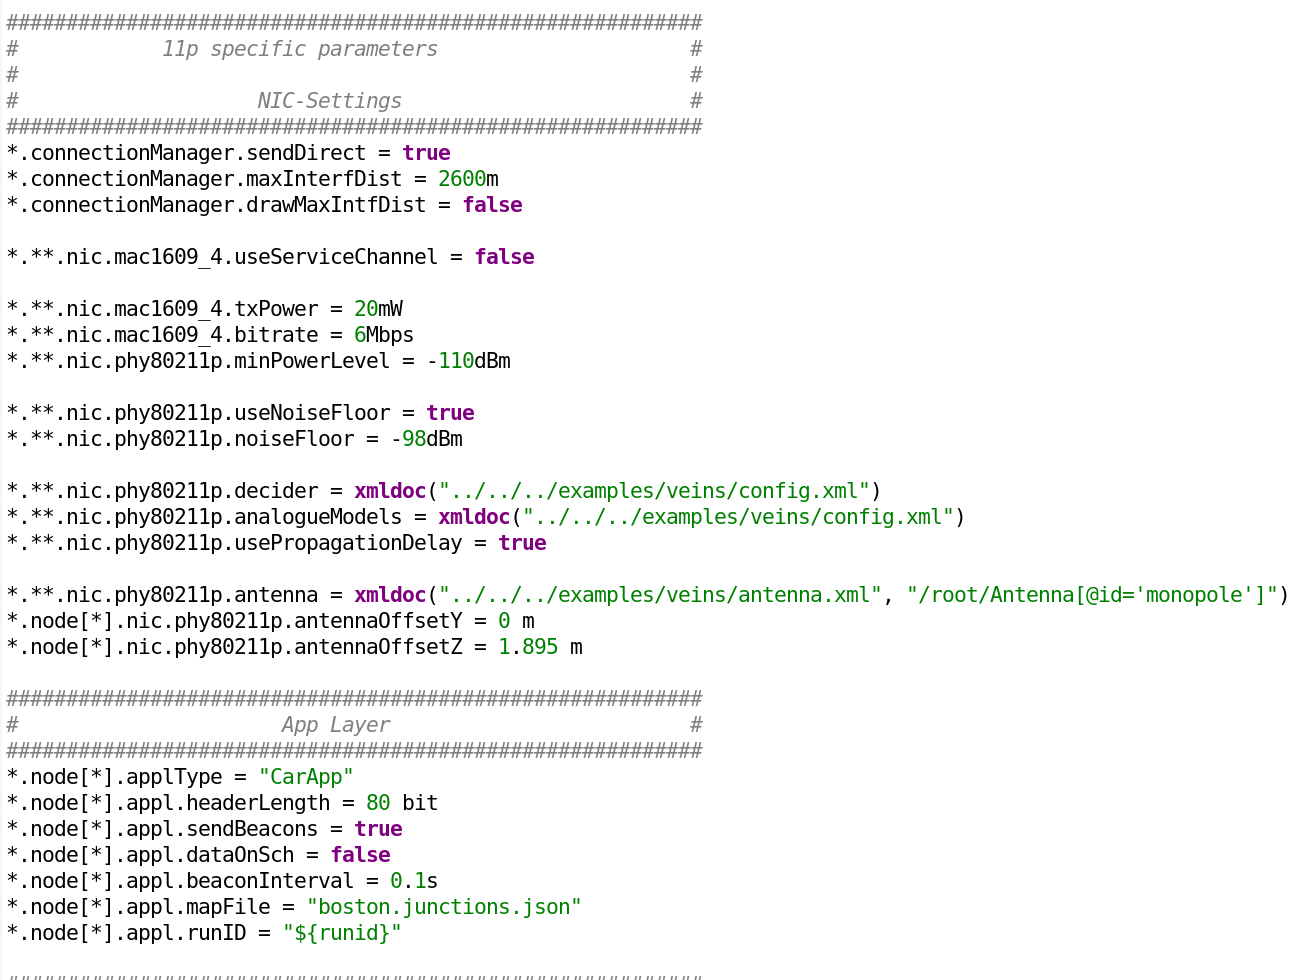 ##########################################################
#            11p specific parameters                     #
#                                                        #
#                    NIC-Settings                        #
##########################################################
*.connectionManager.sendDirect = true
*.connectionManager.maxInterfDist = 2600m
*.connectionManager.drawMaxIntfDist = false

*.**.nic.mac1609_4.useServiceChannel = false

*.**.nic.mac1609_4.txPower = 20mW
*.**.nic.mac1609_4.bitrate = 6Mbps
*.**.nic.phy80211p.minPowerLevel = -110dBm

*.**.nic.phy80211p.useNoiseFloor = true
*.**.nic.phy80211p.noiseFloor = -98dBm

*.**.nic.phy80211p.decider = xmldoc("../../../examples/veins/config.xml")
*.**.nic.phy80211p.analogueModels = xmldoc("../../../examples/veins/config.xml")
*.**.nic.phy80211p.usePropagationDelay = true

*.**.nic.phy80211p.antenna = xmldoc("../../../examples/veins/antenna.xml", "/root/Antenna[@id='monopole']")
*.node[*].nic.phy80211p.antennaOffsetY = 0 m
*.node[*].nic.phy80211p.antennaOffsetZ = 1.895 m

##########################################################
#                      App Layer                         #
##########################################################
*.node[*].applType = "CarApp"
*.node[*].appl.headerLength = 80 bit
*.node[*].appl.sendBeacons = true
*.node[*].appl.dataOnSch = false
*.node[*].appl.beaconInterval = 0.1s
*.node[*].appl.mapFile = "boston.junctions.json"
*.node[*].appl.runID = "${runid}"

##########################################################